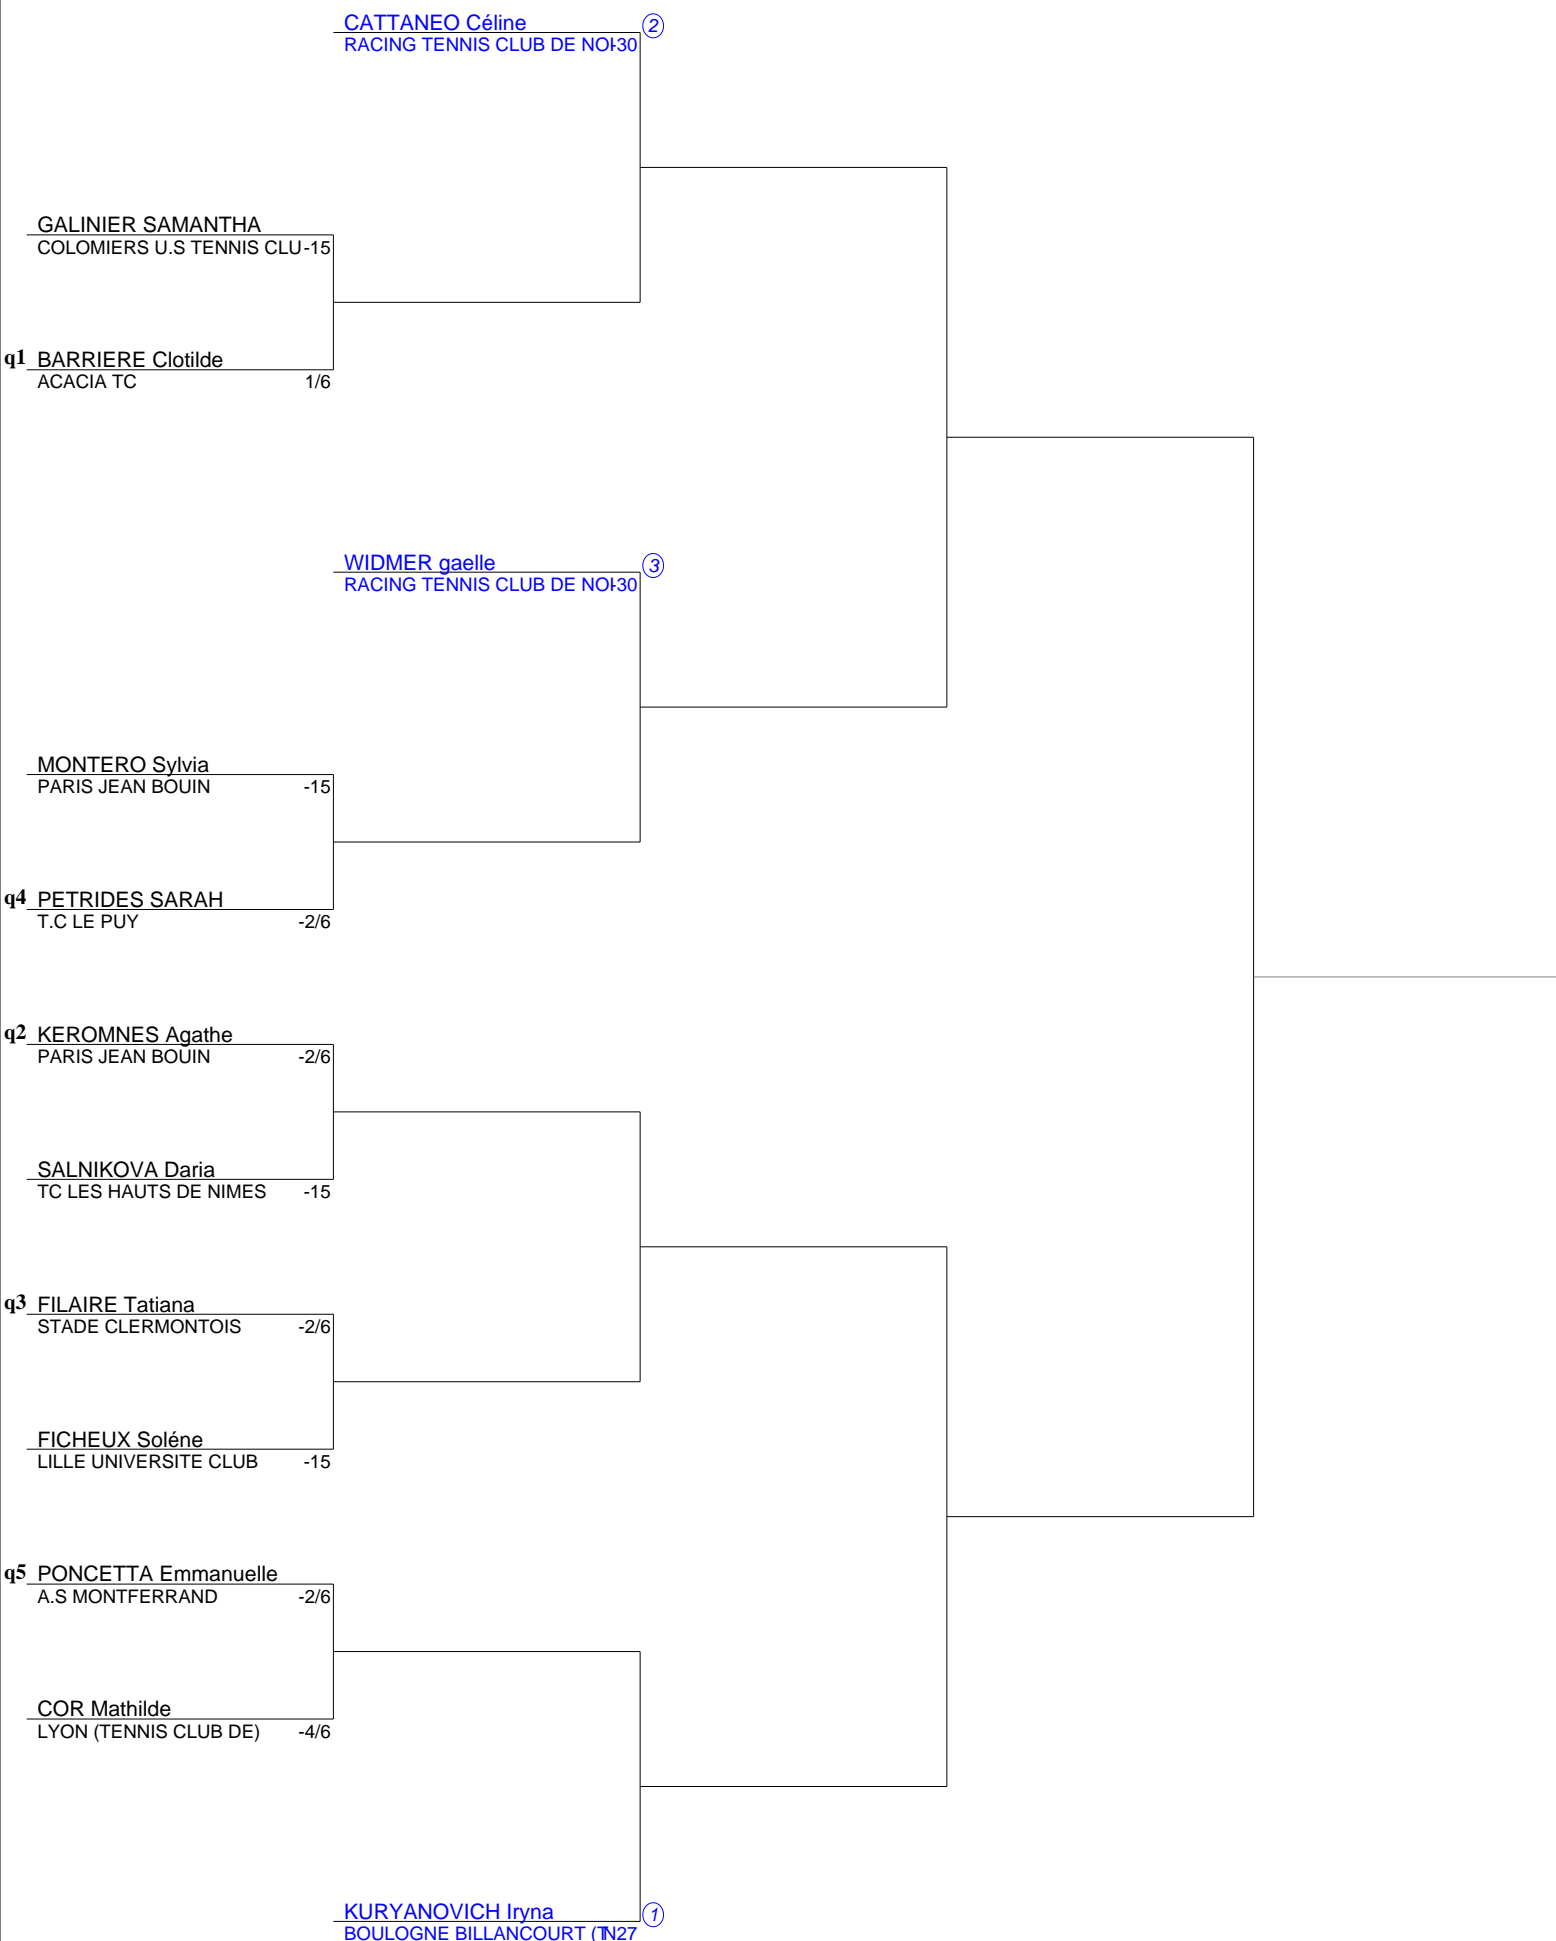 CATTANEO Céline 2
RACING TENNIS CLUB DE NO -30
GALINIER SAMANTHA
COLOMIERS U.S TENNIS CLU -15
q1 BARRIERE Clotilde
ACACIA TC 1/6
WIDMER gaelle 3
RACING TENNIS CLUB DE NO -30
MONTERO Sylvia
PARIS JEAN BOUIN -15
q4 PETRIDES SARAH
T.C LE PUY -2/6
q2 KEROMNES Agathe
PARIS JEAN BOUIN -2/6
SALNIKOVA Daria
TC LES HAUTS DE NIMES -15
q3 FILAIRE Tatiana
STADE CLERMONTOIS -2/6
FICHEUX Soléne
LILLE UNIVERSITE CLUB -15
q5 PONCETTA Emmanuelle
A.S MONTFERRAND -2/6
COR Mathilde
LYON (TENNIS CLUB DE) -4/6
KURYANOVICH Iryna 1
BOULOGNE BILLANCOURT (T N27